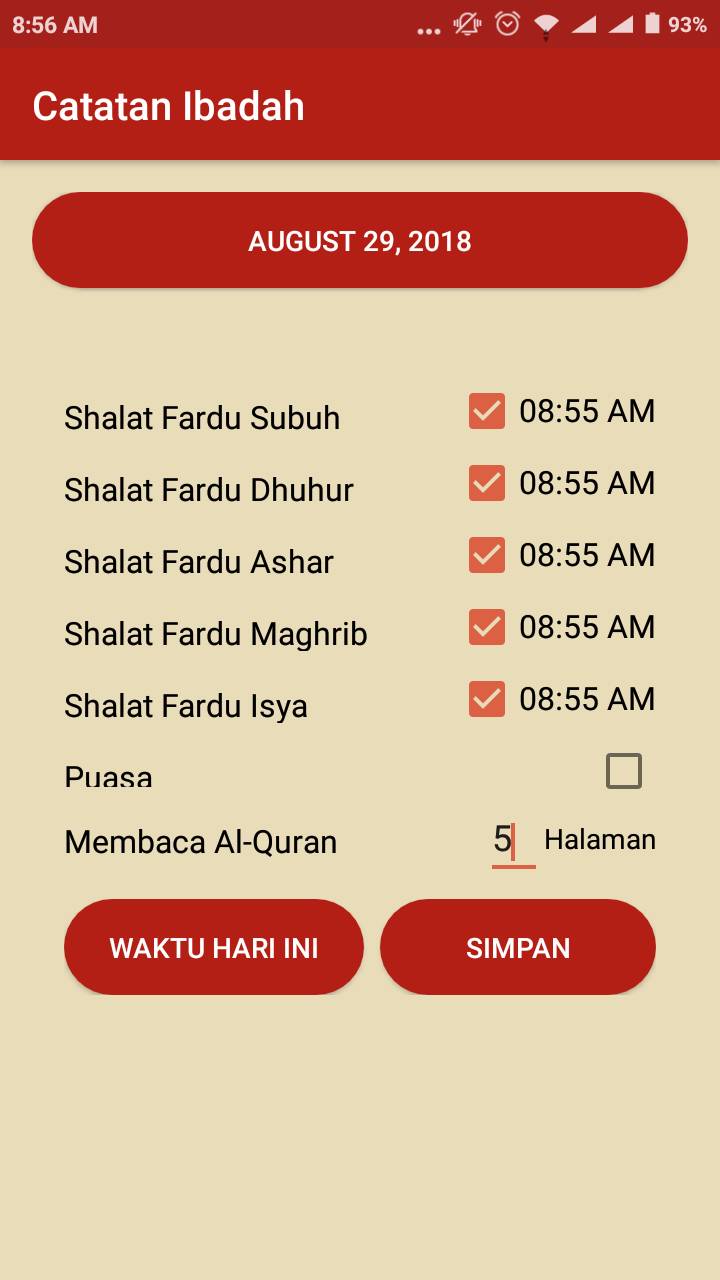 8:56 AM 93%
Catatan Ibadah
AUGUST 29, 2018
Shalat Fardu Subuh 08:55 AM
Shalat Fardu Dhuhur 08:55 AM
Shalat Fardu Ashar 08:55 AM
Shalat Fardu Maghrib 08:55 AM
Shalat Fardu Isya 08:55 AM
Puasa
Membaca Al-Quran 5 Halaman
WAKTU HARI INI SIMPAN